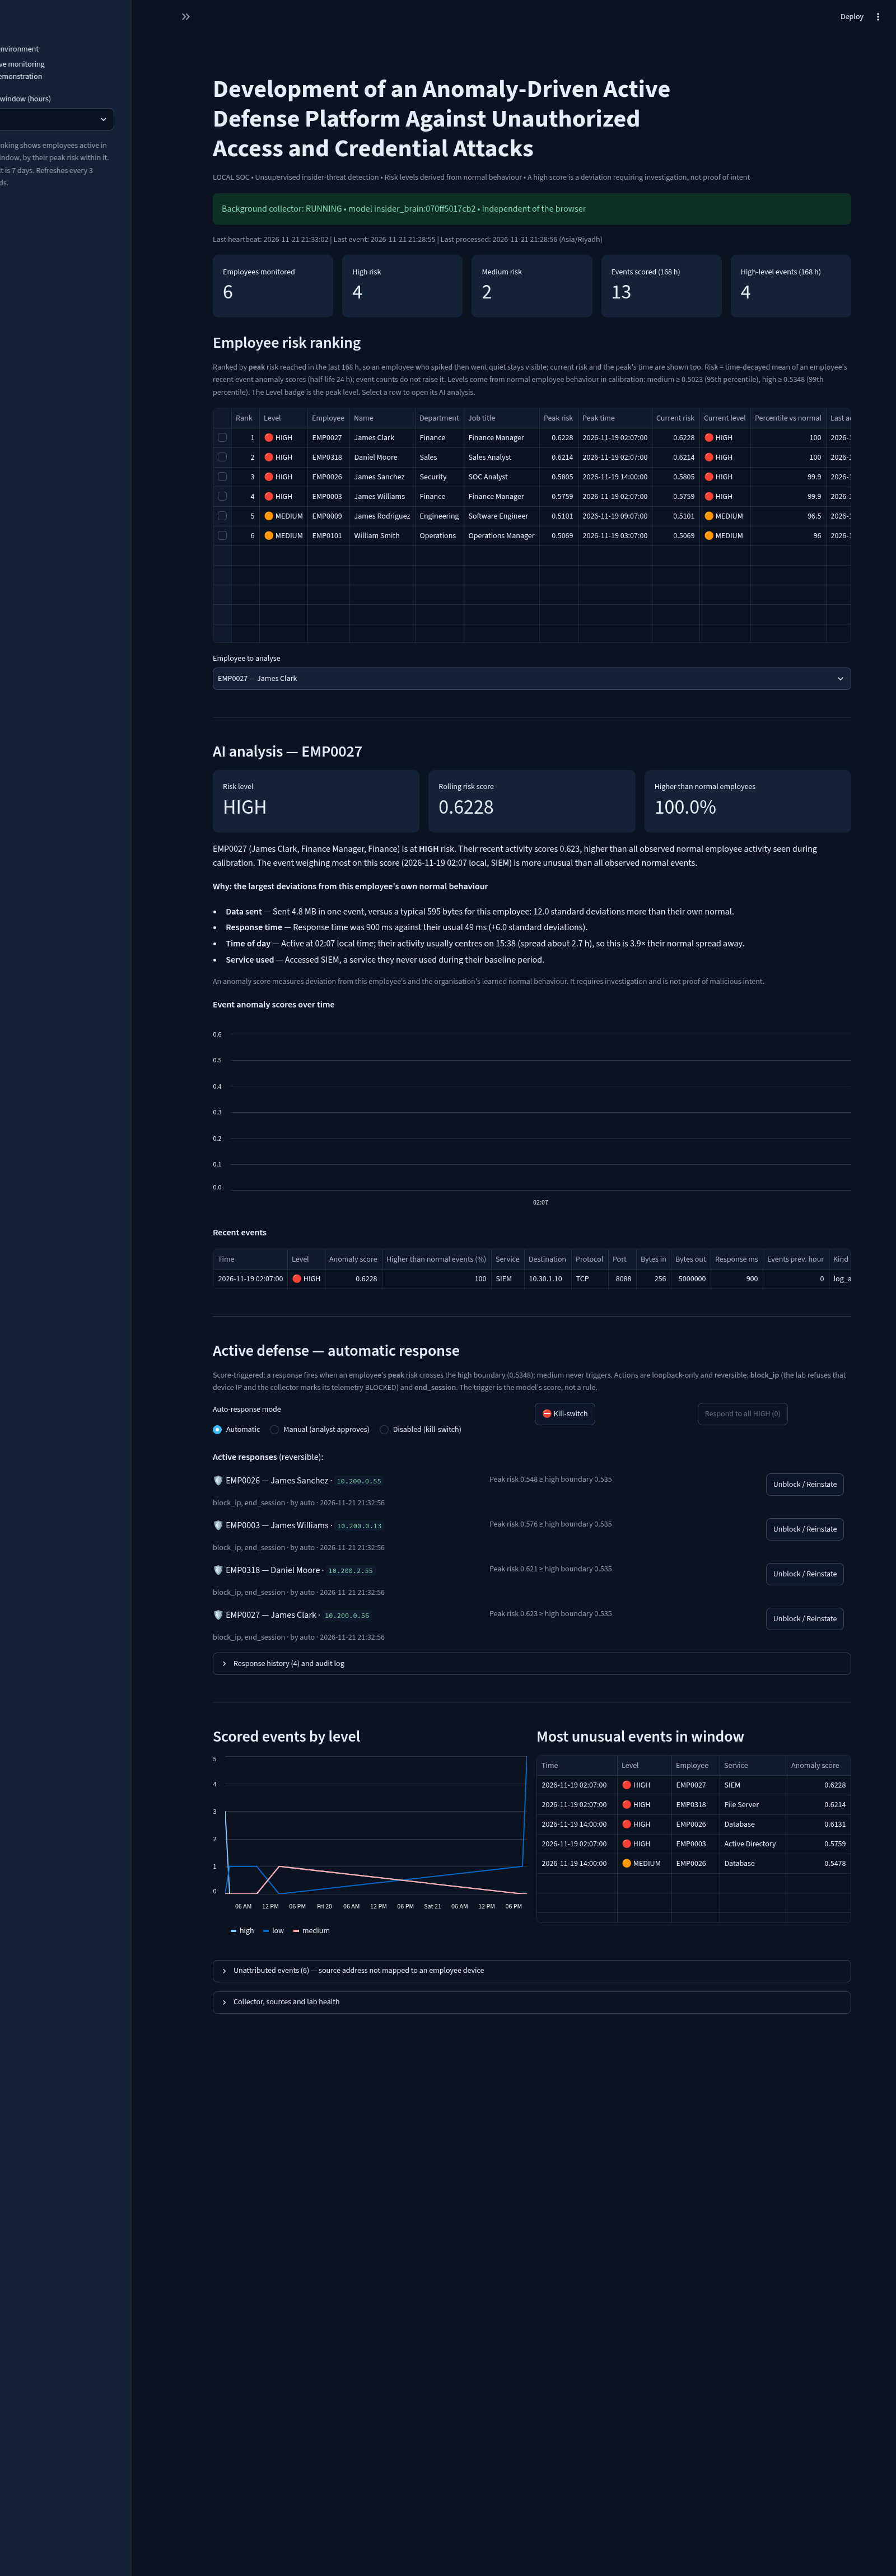 Deploy
nvironment
ve monitoring
emonstration
window (hours)
nking shows employees active in
indow, by their peak risk within it.
lt is 7 days. Refreshes every 3
ds.
Development of an Anomaly-Driven Active
Defense Platform Against Unauthorized
Access and Credential Attacks
LOCAL SOC • Unsupervised insider-threat detection • Risk levels derived from normal behaviour • A high score is a deviation requiring investigation, not proof of intent
Background collector: RUNNING • model insider_brain:070ff5017cb2 • independent of the browser
Last heartbeat: 2026-11-21 21:33:02 | Last event: 2026-11-21 21:28:55 | Last processed: 2026-11-21 21:28:56 (Asia/Riyadh)
Employees monitored
6
High risk
4
Medium risk
2
Events scored (168 h)
13
High-level events (168 h)
4
Employee risk ranking
Ranked by peak risk reached in the last 168 h, so an employee who spiked then went quiet stays visible; current risk and the peak's time are shown too. Risk = time-decayed mean of an employee's
recent event anomaly scores (half-life 24 h); event counts do not raise it. Levels come from normal employee behaviour in calibration: medium ≥ 0.5023 (95th percentile), high ≥ 0.5348 (99th
percentile). The Level badge is the peak level. Select a row to open its AI analysis.
Rank Level Employee Name Department Job title Peak risk Peak time Current risk Current level Percentile vs normal Last a
1 HIGH EMP0027 James Clark Finance Finance Manager 0.6228 2026-11-19 02:07:00 0.6228 HIGH 100 2026-
2 HIGH EMP0318 Daniel Moore Sales Sales Analyst 0.6214 2026-11-19 02:07:00 0.6214 HIGH 100 2026-
3 HIGH EMP0026 James Sanchez Security SOC Analyst 0.5805 2026-11-19 14:00:00 0.5805 HIGH 99.9 2026-
4 HIGH EMP0003 James Williams Finance Finance Manager 0.5759 2026-11-19 02:07:00 0.5759 HIGH 99.9 2026-
5 MEDIUM EMP0009 James Rodriguez Engineering Software Engineer 0.5101 2026-11-19 09:07:00 0.5101 MEDIUM 96.5 2026-
6 MEDIUM EMP0101 William Smith Operations Operations Manager 0.5069 2026-11-19 03:07:00 0.5069 MEDIUM 96 2026-
Employee to analyse
EMP0027 — James Clark
AI analysis — EMP0027
Risk level
HIGH
Rolling risk score
0.6228
Higher than normal employees
100.0%
EMP0027 (James Clark, Finance Manager, Finance) is at HIGH risk. Their recent activity scores 0.623, higher than all observed normal employee activity seen during
calibration. The event weighing most on this score (2026-11-19 02:07 local, SIEM) is more unusual than all observed normal events.
Why: the largest deviations from this employee's own normal behaviour
• Data sent — Sent 4.8 MB in one event, versus a typical 595 bytes for this employee: 12.0 standard deviations more than their own normal.
• Response time — Response time was 900 ms against their usual 49 ms (+6.0 standard deviations).
• Time of day — Active at 02:07 local time; their activity usually centres on 15:38 (spread about 2.7 h), so this is 3.9× their normal spread away.
• Service used — Accessed SIEM, a service they never used during their baseline period.
An anomaly score measures deviation from this employee's and the organisation's learned normal behaviour. It requires investigation and is not proof of malicious intent.
Event anomaly scores over time
0.6
0.5
0.4
0.3
0.2
0.1
0.0
02:07
Recent events
Time Level Anomaly score Higher than normal events (%) Service Destination Protocol Port Bytes in Bytes out Response ms Events prev. hour Kind
2026-11-19 02:07:00 HIGH 0.6228 100 SIEM 10.30.1.10 TCP 8088 256 5000000 900 0 log_a
Active defense — automatic response
Score-triggered: a response fires when an employee's peak risk crosses the high boundary (0.5348); medium never triggers. Actions are loopback-only and reversible: block_ip (the lab refuses that
device IP and the collector marks its telemetry BLOCKED) and end_session. The trigger is the model's score, not a rule.
Auto-response mode
Automatic Manual (analyst approves) Disabled (kill-switch)
Kill-switch
Respond to all HIGH (0)
Active responses (reversible):
EMP0026 — James Sanchez · 10.200.0.55
Peak risk 0.548 ≥ high boundary 0.535
Unblock / Reinstate
block_ip, end_session · by auto · 2026-11-21 21:32:56
EMP0003 — James Williams · 10.200.0.13
Peak risk 0.576 ≥ high boundary 0.535
Unblock / Reinstate
block_ip, end_session · by auto · 2026-11-21 21:32:56
EMP0318 — Daniel Moore · 10.200.2.55
Peak risk 0.621 ≥ high boundary 0.535
Unblock / Reinstate
block_ip, end_session · by auto · 2026-11-21 21:32:56
EMP0027 — James Clark · 10.200.0.56
Peak risk 0.623 ≥ high boundary 0.535
Unblock / Reinstate
block_ip, end_session · by auto · 2026-11-21 21:32:56
Response history (4) and audit log
Scored events by level
5
4
3
2
1
0
06 AM 12 PM 06 PM Fri 20 06 AM 12 PM 06 PM Sat 21 06 AM 12 PM 06 PM
high low medium
Most unusual events in window
Time Level Employee Service Anomaly score
2026-11-19 02:07:00 HIGH EMP0027 SIEM 0.6228
2026-11-19 02:07:00 HIGH EMP0318 File Server 0.6214
2026-11-19 14:00:00 HIGH EMP0026 Database 0.6131
2026-11-19 02:07:00 HIGH EMP0003 Active Directory 0.5759
2026-11-19 14:00:00 MEDIUM EMP0026 Database 0.5478
Unattributed events (6) — source address not mapped to an employee device
Collector, sources and lab health